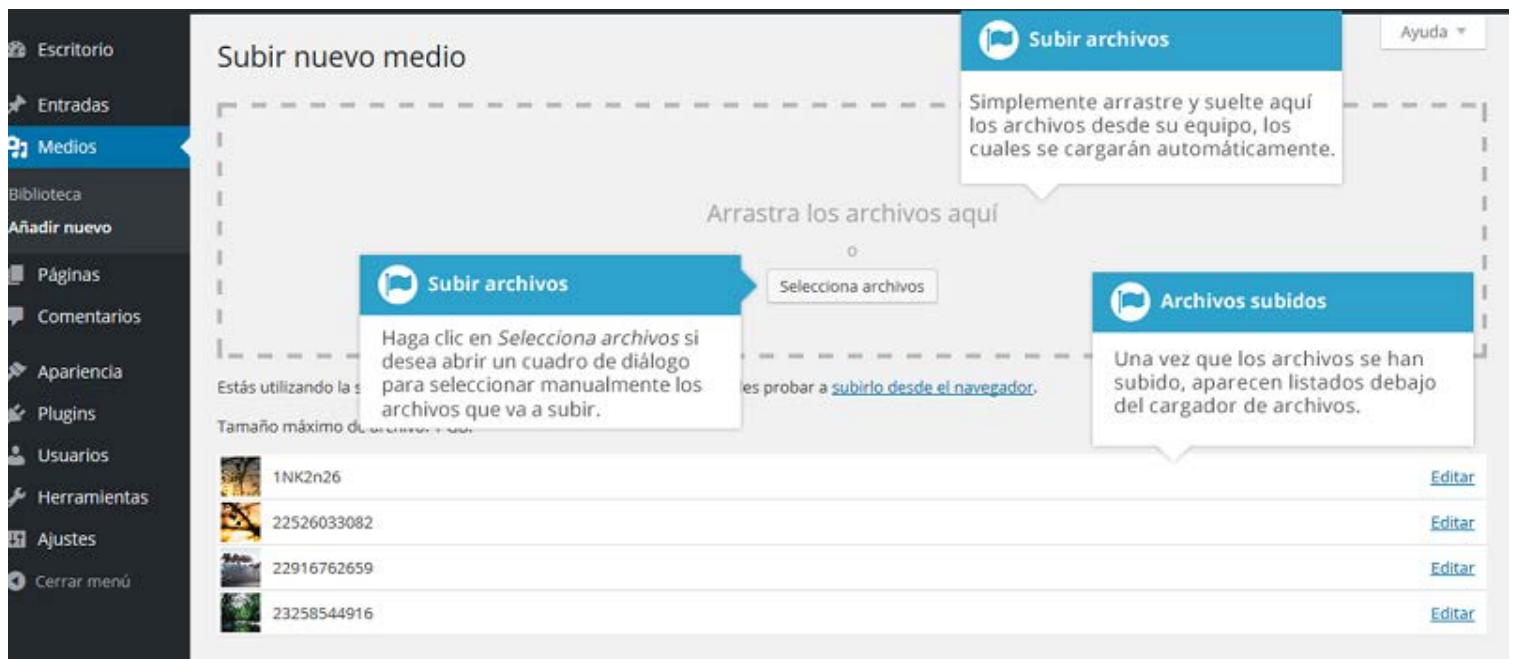 Escritorio
Entradas
Medios
Biblioteca
Añadir nuevo
Páginas
Comentarios
Apariencia
Plugins
Usuarios
Herramientas
Ajustes
Cerrar menú
Subir nuevo medio
Ayuda
Subir archivos
Simplemente arrastre y suelte aquí
los archivos desde su equipo, los
cuales se cargarán automáticamente.
Arrastra los archivos aquí
o
Selecciona archivos
Subir archivos
Haga clic en Selecciona archivos si
desea abrir un cuadro de diálogo
para seleccionar manualmente los
archivos que va a subir.
Archivos subidos
Una vez que los archivos se han
subido, aparecen listados debajo
del cargador de archivos.
Estás utilizando la probar a subirlo desde el navegador.
Tamaño máximo
1NK2n26 Editar
22526033082 Editar
22916762659 Editar
23258544916 Editar